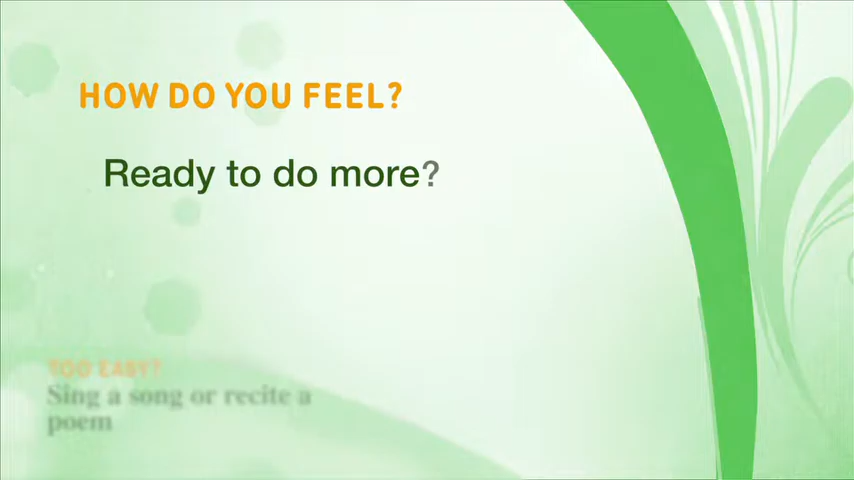 HOW DO YOU FEEL?
Ready to do more?
TOO EASY?
Sing a song or recite a
poem